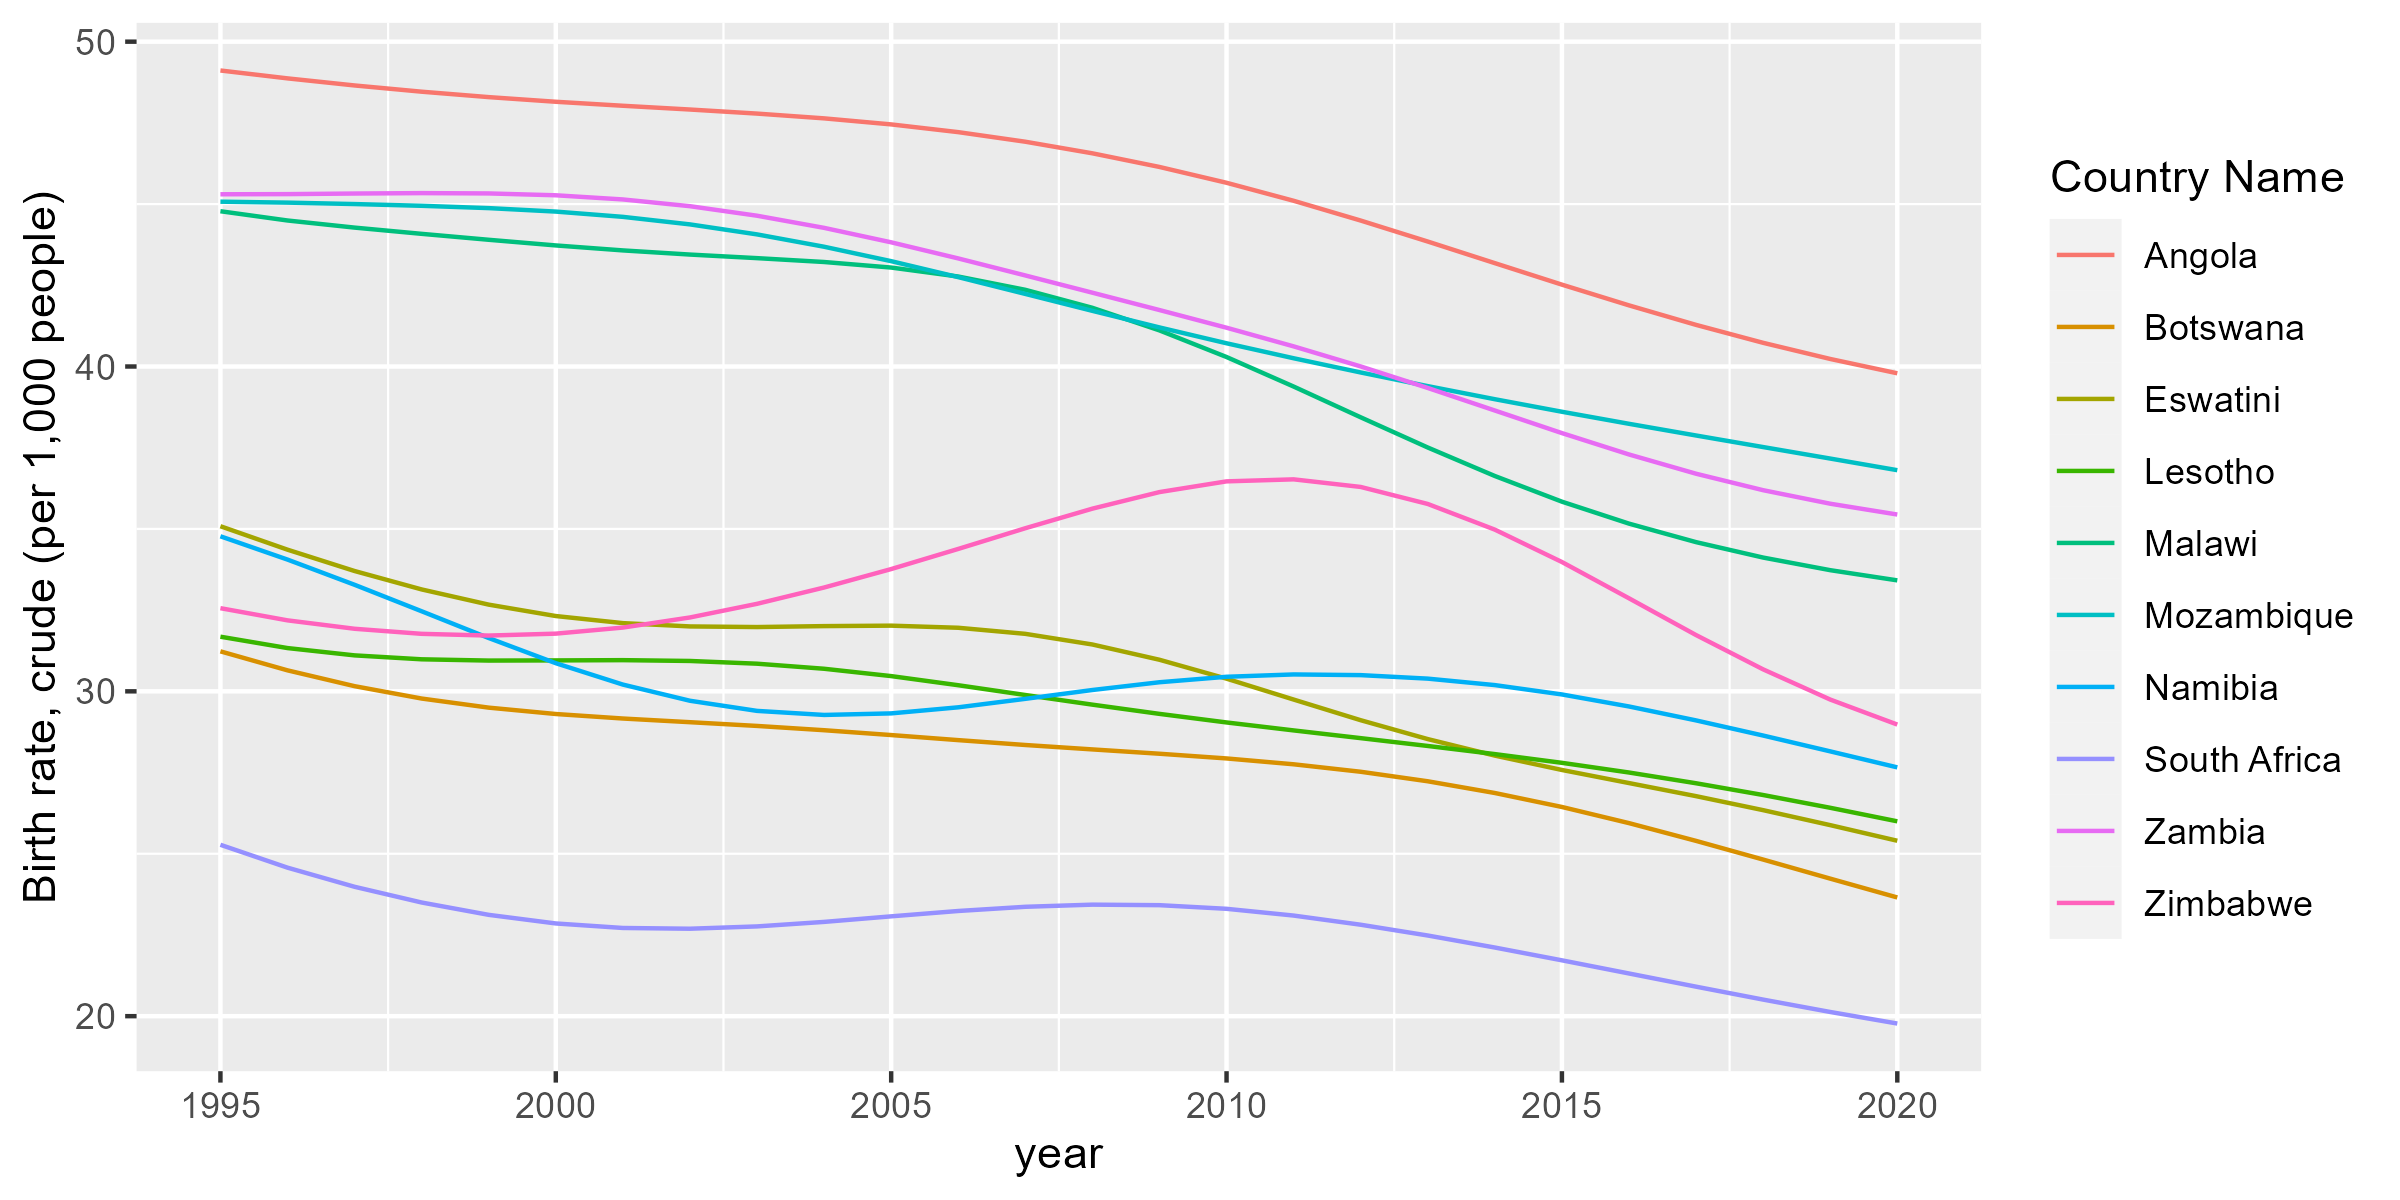 Birth rate, crude (per 1,000 people)
50
40
30
20
1995 2000 2005 2010 2015 2020
year
Country Name
Angola
Botswana
Eswatini
Lesotho
Malawi
Mozambique
Namibia
South Africa
Zambia
Zimbabwe